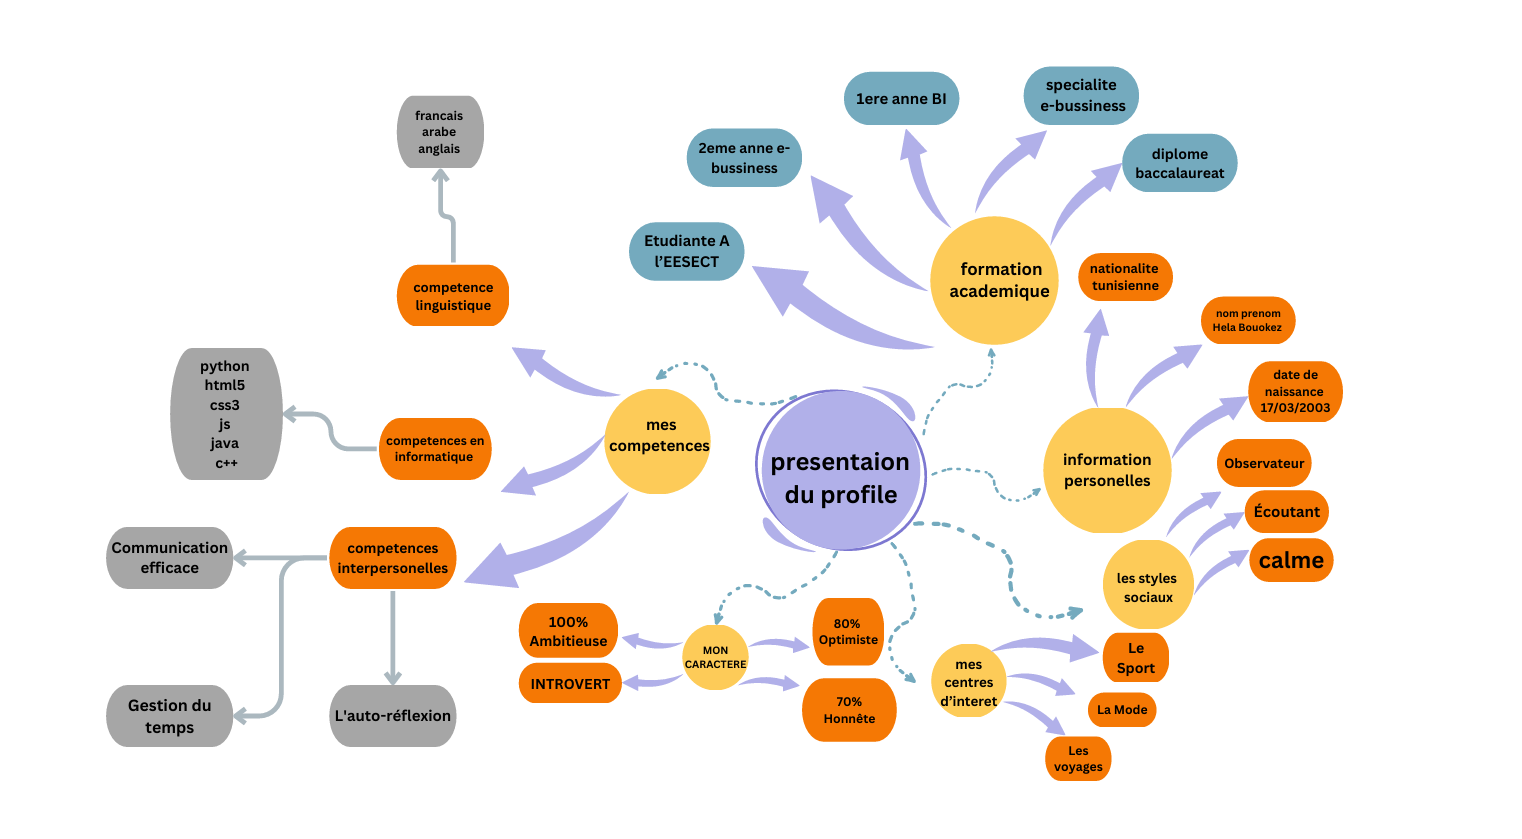 presentaion
du profile
formation
academique
Etudiante A
l’EESECT
2eme anne e-
bussiness
1ere anne BI
specialite
e-bussiness
diplome
baccalaureat
information
personelles
nationalite
tunisienne
nom prenom
Hela Bouokez
date de
naissance
17/03/2003
les styles
sociaux
Observateur
Écoutant
calme
mes
centres
d’interet
Le
Sport
La Mode
Les
voyages
MON
CARACTERE
100%
Ambitieuse
INTROVERT
80%
Optimiste
70%
Honnête
mes
competences
competence
linguistique
francais
arabe
anglais
competences en
informatique
python
html5
css3
js
java
c++
competences
interpersonelles
Communication
efficace
Gestion du
temps
L'auto-réflexion